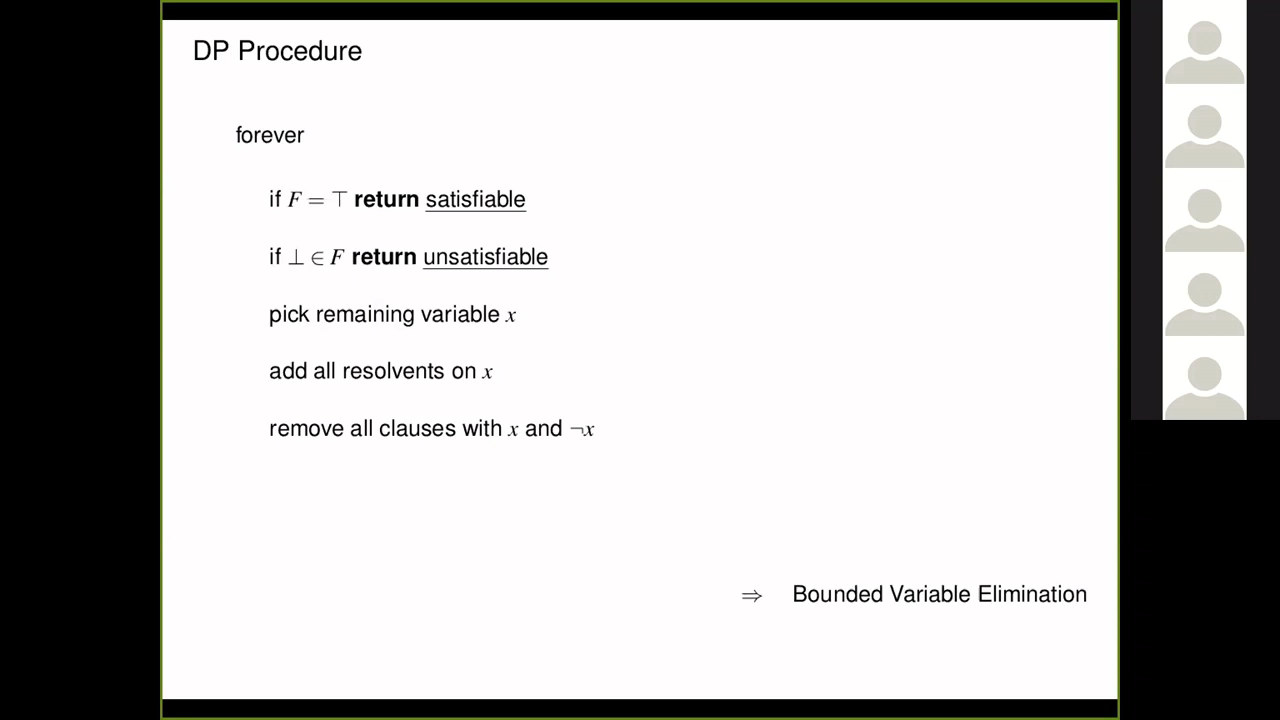 DP Procedure
forever
if F = ⊤ return satisfiable
if ⊥ ∈ F return unsatisfiable
pick remaining variable x
add all resolvents on x
remove all clauses with x and ¬x
⇒ Bounded Variable Elimination